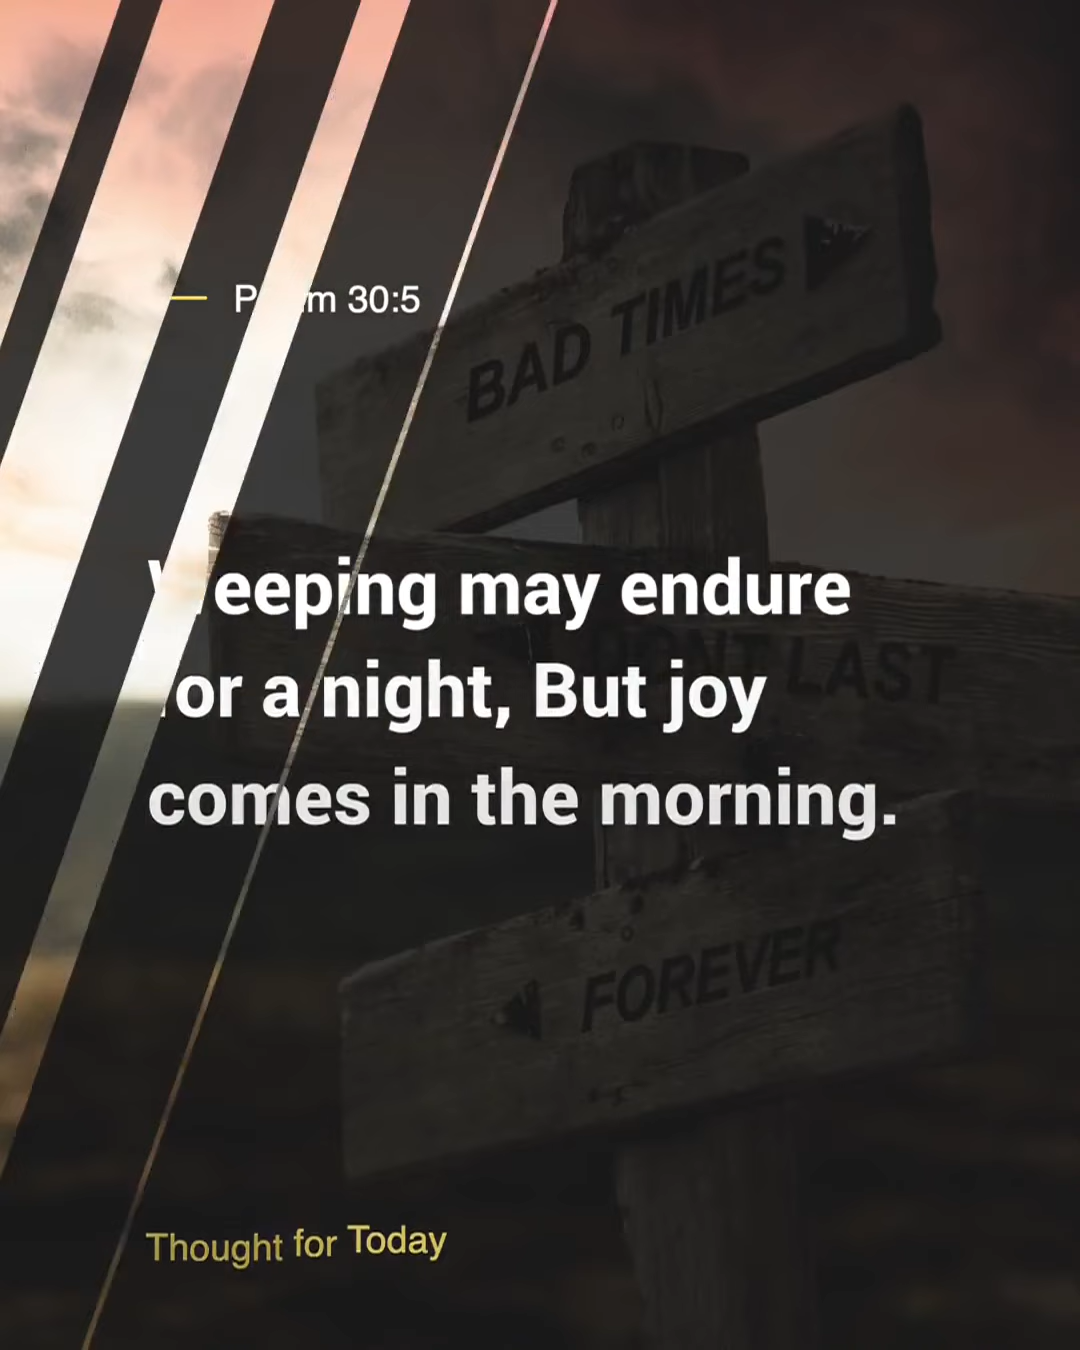 Psalm 30:5
BAD TIMES
Weeping may endure
for a night, But joy
DONT LAST
comes in the morning.
FOREVER
Thought for Today